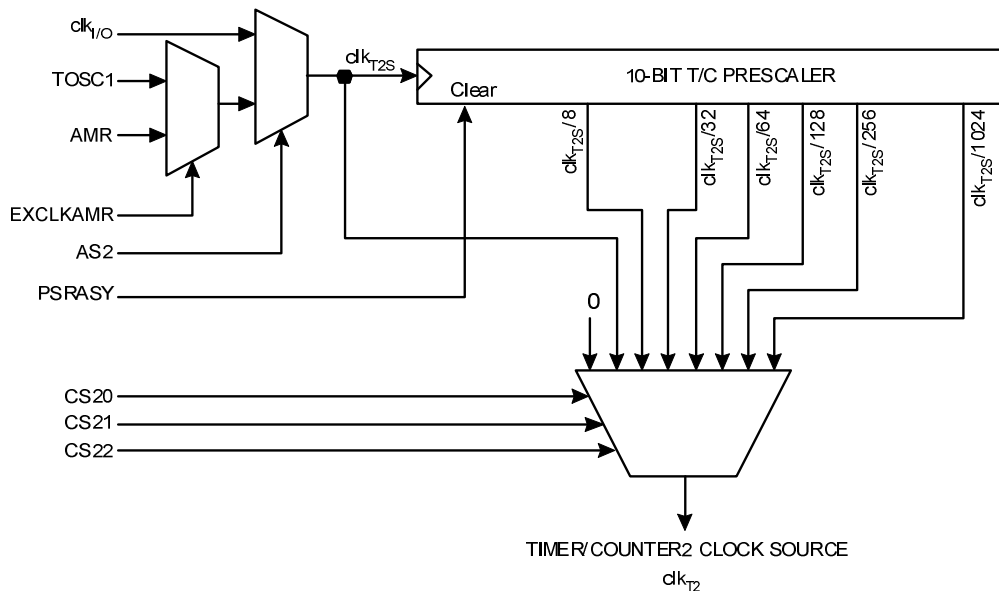 clkI/O
TOSC1
AMR
EXCLKAMR
AS2
PSRASY
clkT2S
10-BIT T/C PRESCALER
Clear
clkT2S/8
clkT2S/32
clkT2S/64
clkT2S/128
clkT2S/256
clkT2S/1024
0
CS20
CS21
CS22
TIMER/COUNTER2 CLOCK SOURCE
clkT2